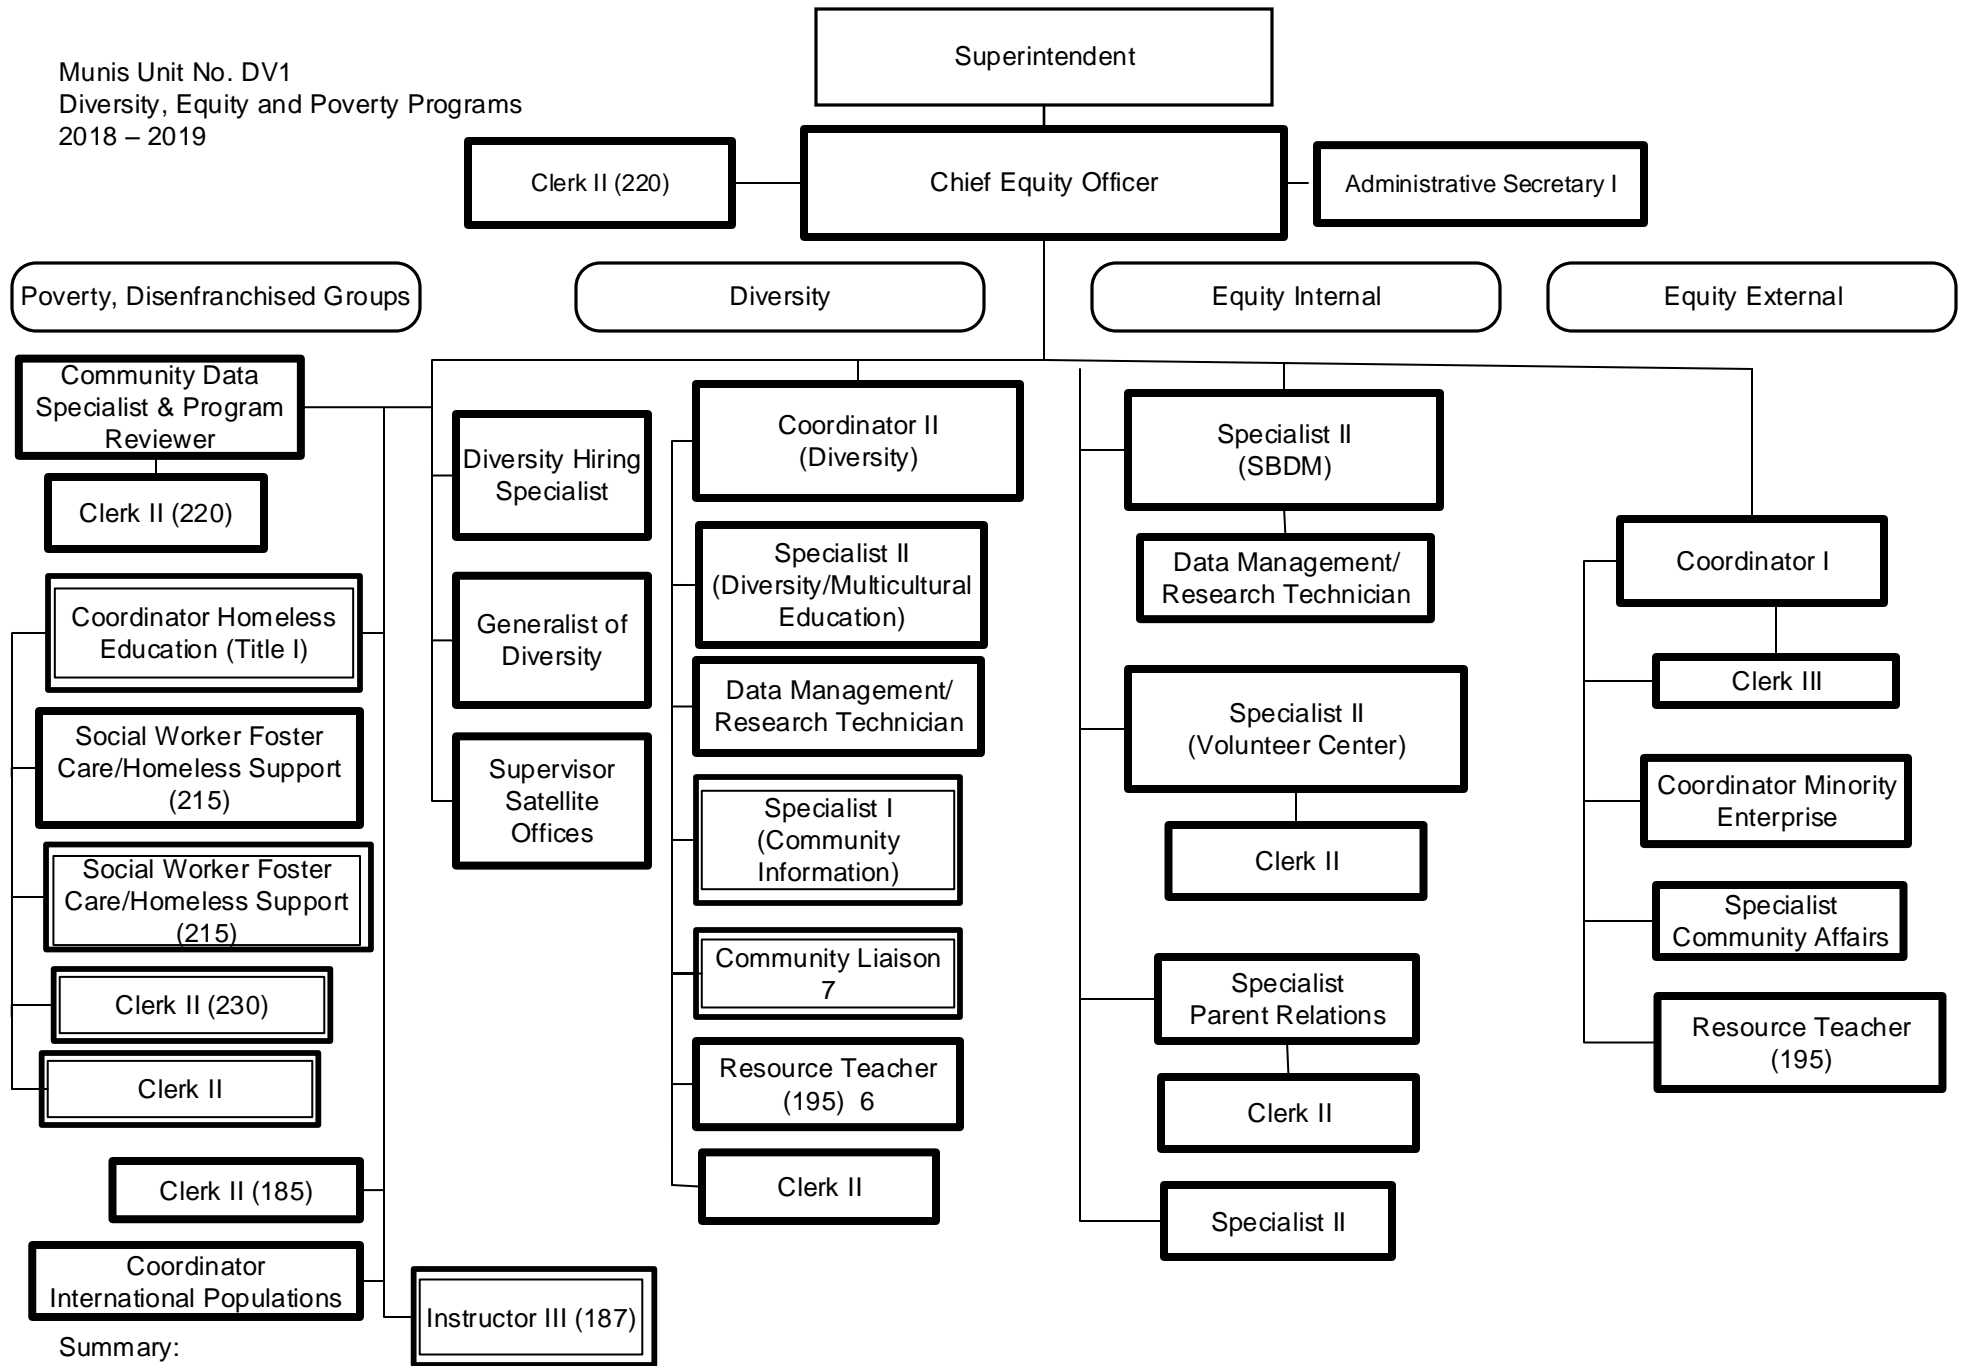 Munis Unit No. DV1
Diversity, Equity and Poverty Programs
2018 – 2019
Superintendent
Clerk II (220)
Chief Equity Officer
Administrative Secretary I
Poverty, Disenfranchised Groups
Diversity
Equity Internal
Equity External
Community Data
Specialist & Program
Reviewer
Clerk II (220)
Coordinator Homeless
Education (Title I)
Social Worker Foster
Care/Homeless Support
(215)
Social Worker Foster
Care/Homeless Support
(215)
Clerk II (230)
Clerk II
Clerk II (185)
Coordinator
International Populations
Instructor III (187)
Diversity Hiring
Specialist
Generalist of
Diversity
Supervisor
Satellite
Offices
Coordinator II
(Diversity)
Specialist II
(Diversity/Multicultural
Education)
Data Management/
Research Technician
Specialist I
(Community
Information)
Community Liaison
7
Resource Teacher
(195)  6
Clerk II
Specialist II
(SBDM)
Data Management/
Research Technician
Specialist II
(Volunteer Center)
Clerk II
Specialist
Parent Relations
Clerk II
Specialist II
Coordinator I
Clerk III
Coordinator Minority
Enterprise
Specialist
Community Affairs
Resource Teacher
(195)
Summary: